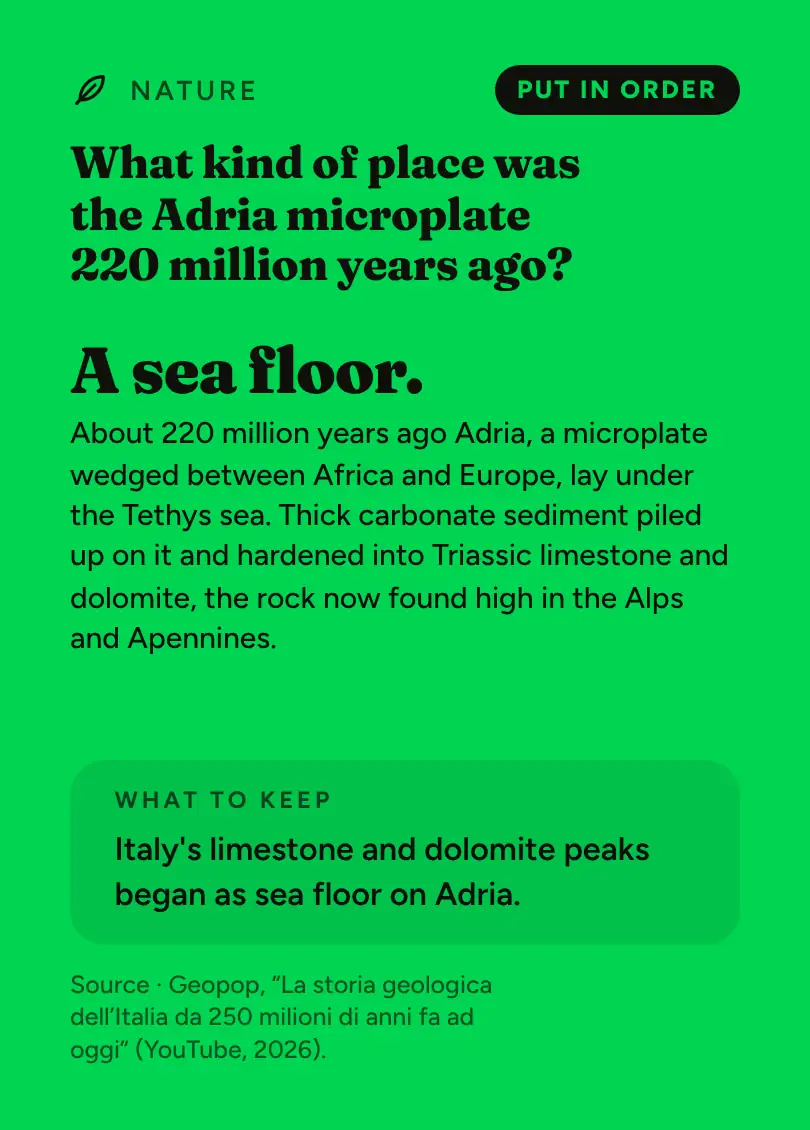 NATURE
PUT IN ORDER
What kind of place was
the Adria microplate
220 million years ago?
A sea floor.
About 220 million years ago Adria, a microplate
wedged between Africa and Europe, lay under
the Tethys sea. Thick carbonate sediment piled
up on it and hardened into Triassic limestone and
dolomite, the rock now found high in the Alps
and Apennines.
WHAT TO KEEP
Italy's limestone and dolomite peaks
began as sea floor on Adria.
Source · Geopop, “La storia geologica
dell’Italia da 250 milioni di anni fa ad
oggi” (YouTube, 2026).